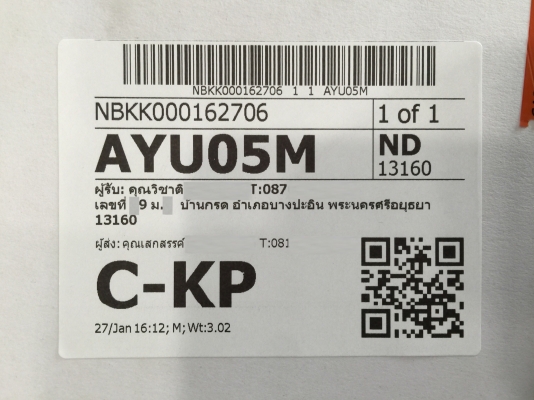 NBKK000162706 1 1 AYU05M
NBKK000162706 1 of 1
AYU05M ND
13160
ผู้รับ: คุณวิชาติ T:087
เลขที่ 9 ม. บ้านกรด อำเภอบางปะอิน พระนครศรีอยุธยา
13160
ผู้ส่ง: คุณเสกสรรค์ T:081
C-KP
27/Jan 16:12; M; Wt:3.02